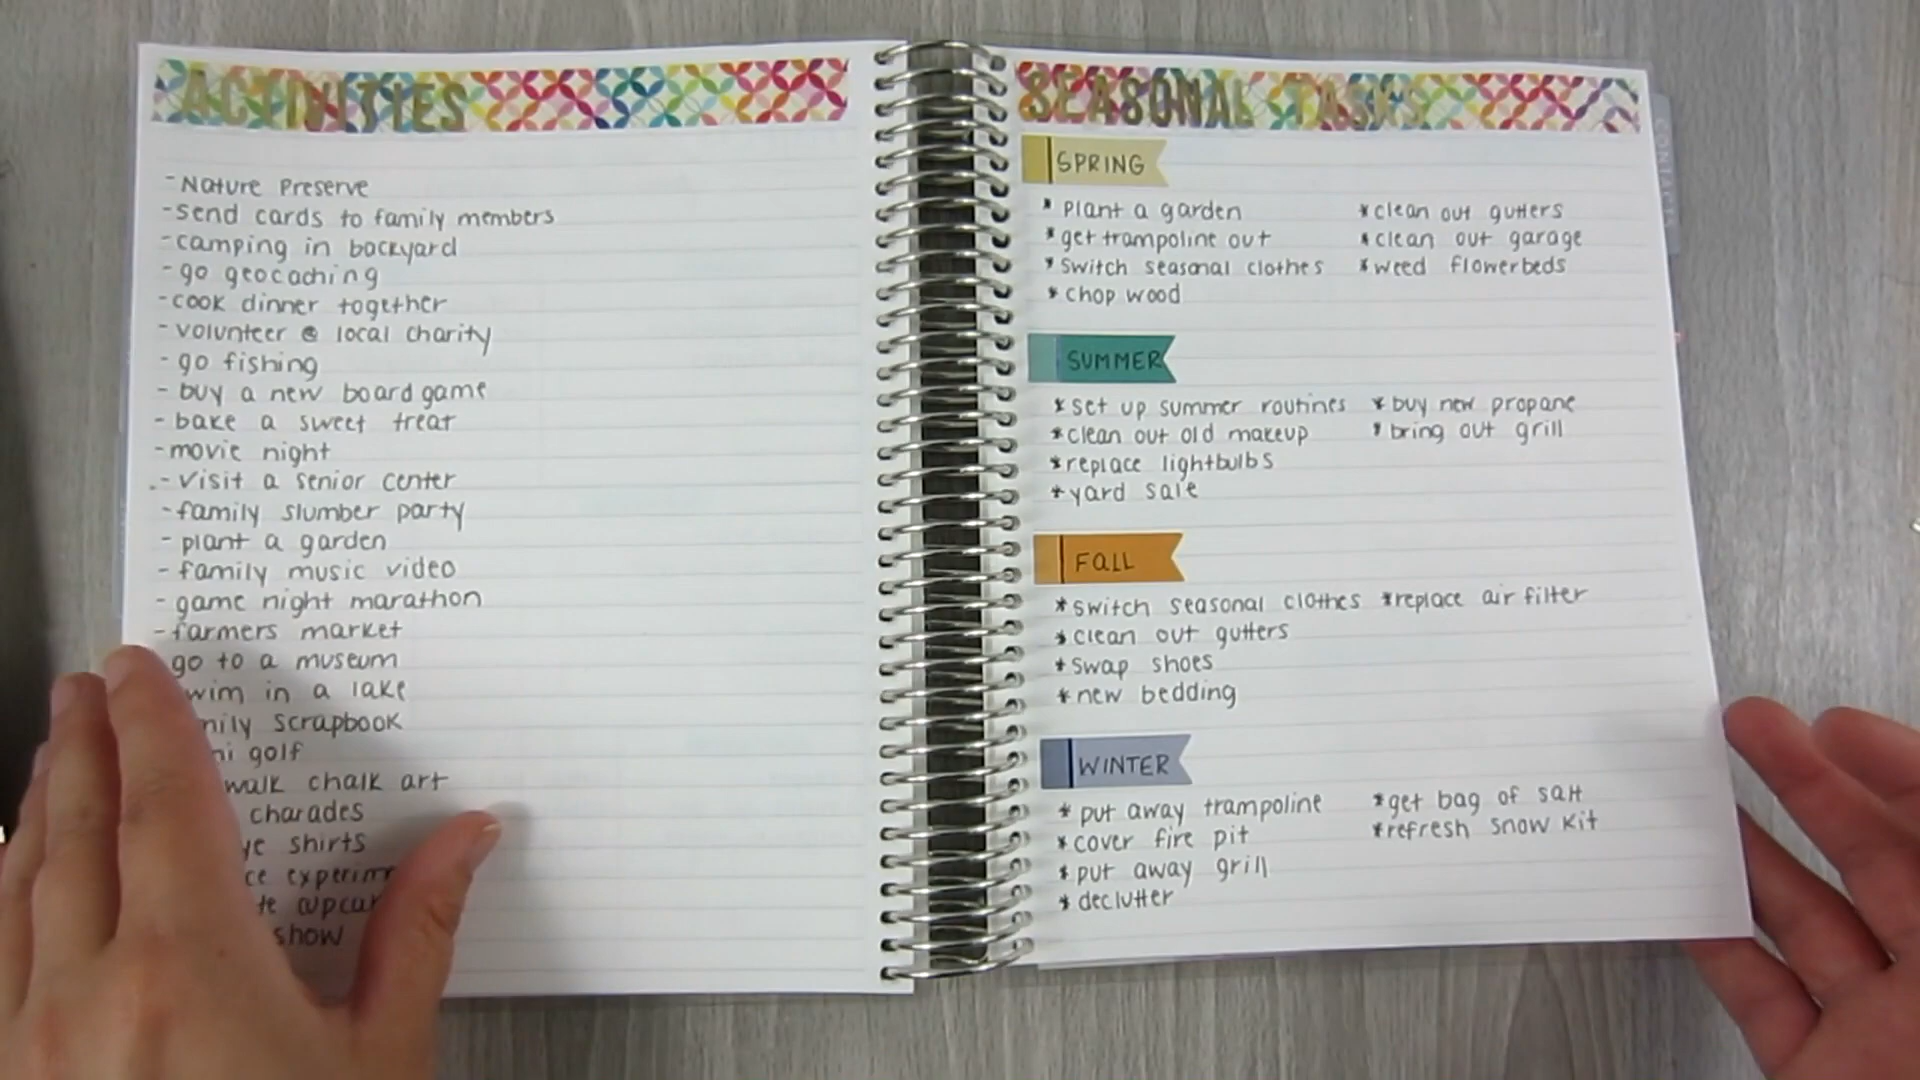 ACTIVITIES
- Nature Preserve
- Send cards to family members
- camping in backyard
- go geocaching
- cook dinner together
- volunteer @ local charity
- go fishing
- buy a new board game
- bake a sweet treat
- movie night
- visit a senior center
- family slumber party
- plant a garden
- family music video
- game night marathon
- farmers market
go to a museum
in a lake
scrapbook
golf
walk chalk art
charades
shirts
show
SEASONAL TASKS
SPRING
* Plant a garden
* get trampoline out
* Switch seasonal clothes
* chop wood
* clean out gutters
* clean out garage
* weed flowerbeds
SUMMER
* set up summer routines
* clean out old makeup
* replace lightbulbs
* yard sale
* buy new propane
* bring out grill
FALL
* switch seasonal clothes
* clean out gutters
* swap shoes
* new bedding
* replace air filter
WINTER
* put away trampoline
* cover fire pit
* put away grill
* declutter
* get bag of salt
* refresh snow kit